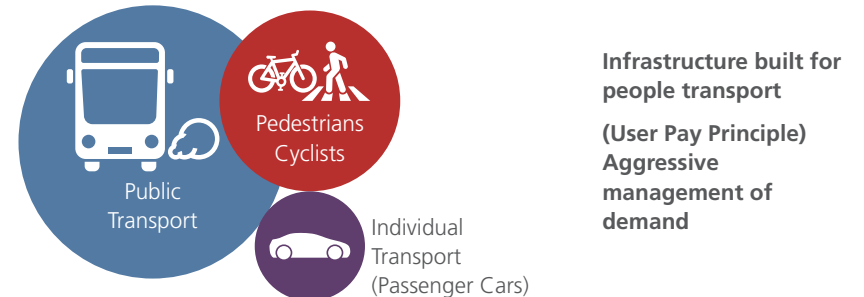 Public
Transport
Pedestrians
Cyclists
Individual
Transport
(Passenger Cars)
Infrastructure built for
people transport
(User Pay Principle)
Aggressive
management of
demand